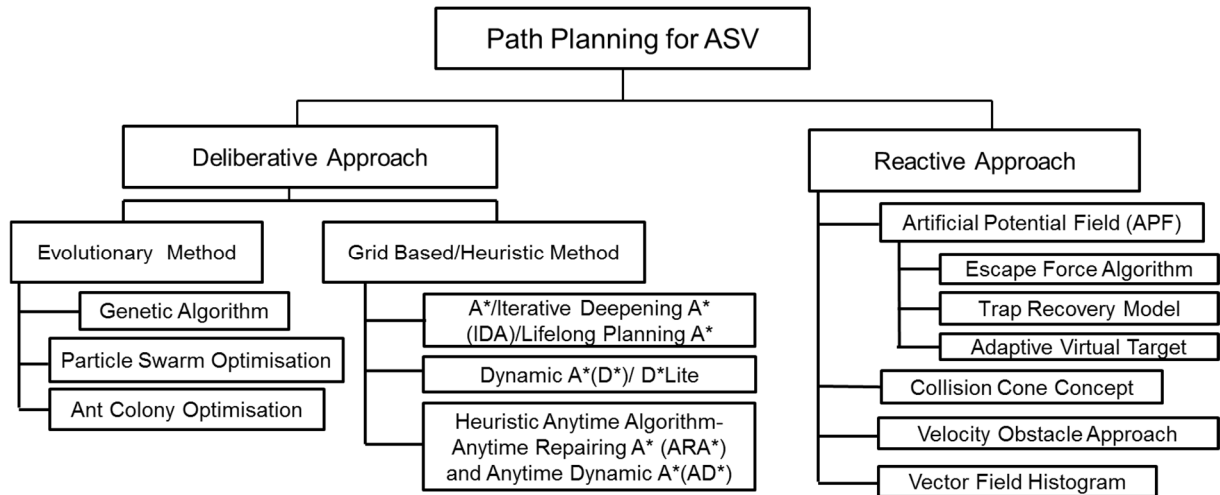 Path Planning for ASV
Deliberative Approach
Reactive Approach
Evolutionary Method
Grid Based/Heuristic Method
Genetic Algorithm
Particle Swarm Optimisation
Ant Colony Optimisation
A*/Iterative Deepening A*
(IDA)/Lifelong Planning A*
Dynamic A*(D*)/ D*Lite
Heuristic Anytime Algorithm-
Anytime Repairing A* (ARA*)
and Anytime Dynamic A*(AD*)
Artificial Potential Field (APF)
Escape Force Algorithm
Trap Recovery Model
Adaptive Virtual Target
Collision Cone Concept
Velocity Obstacle Approach
Vector Field Histogram